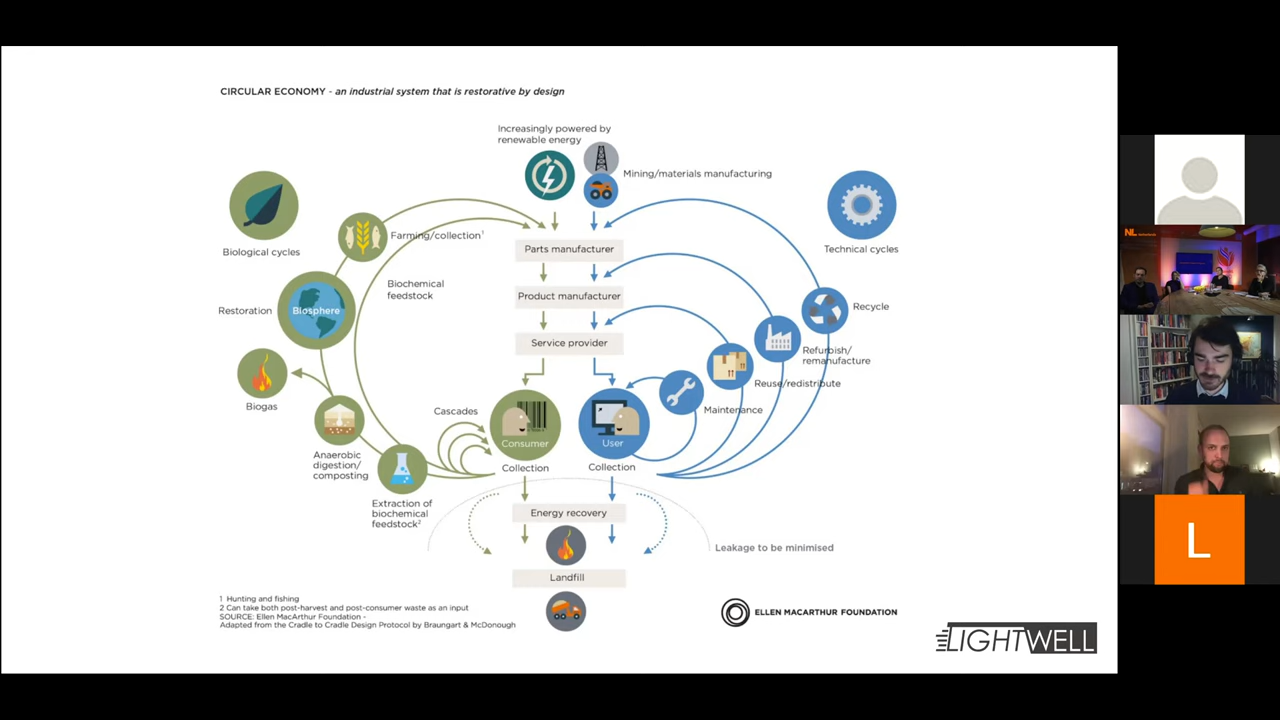 CIRCULAR ECONOMY - an industrial system that is restorative by design
Increasingly powered by
renewable energy
Mining/materials manufacturing
Biological cycles
Farming/collection¹
Technical cycles
Parts manufacturer
Biochemical
feedstock
Product manufacturer
Restoration
Biosphere
Recycle
Service provider
Refurbish/
remanufacture
Reuse/redistribute
Biogas
Cascades
Maintenance
Consumer
User
Anaerobic
digestion/
composting
Collection
Collection
Extraction of
biochemical
feedstock²
Energy recovery
Leakage to be minimised
Landfill
1 Hunting and fishing
2 Can take both post-harvest and post-consumer waste as an input
SOURCE: Ellen MacArthur Foundation -
Adapted from the Cradle to Cradle Design Protocol by Braungart & McDonough
ELLEN MACARTHUR FOUNDATION
LIGHTWELL
NL Netherlands
L